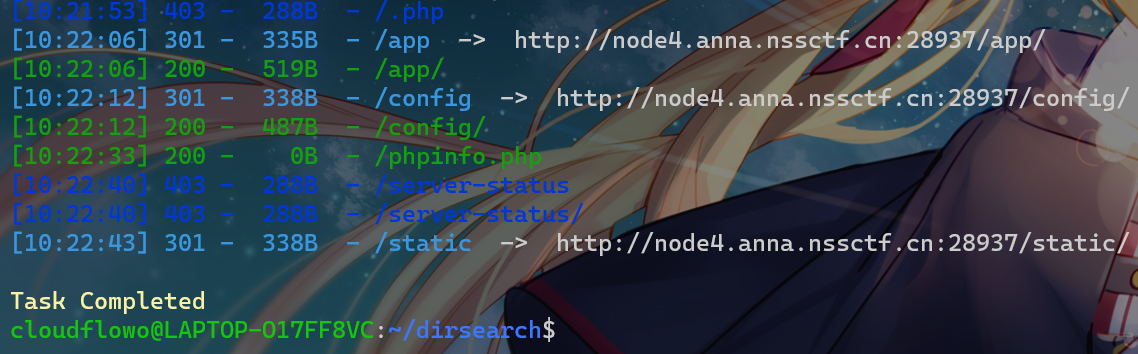 [10:21:53] 403 -  288B  - /.php
[10:22:06] 301 -  335B  - /app  ->  http://node4.anna.nssctf.cn:28937/app/
[10:22:06] 200 -  519B  - /app/
[10:22:12] 301 -  338B  - /config  ->  http://node4.anna.nssctf.cn:28937/config/
[10:22:12] 200 -  487B  - /config/
[10:22:33] 200 -    0B  - /phpinfo.php
[10:22:40] 403 -  288B  - /server-status
[10:22:40] 403 -  288B  - /server-status/
[10:22:43] 301 -  338B  - /static  ->  http://node4.anna.nssctf.cn:28937/static/
Task Completed
cloudflowo@LAPTOP-O17FF8VC:~/dirsearch$